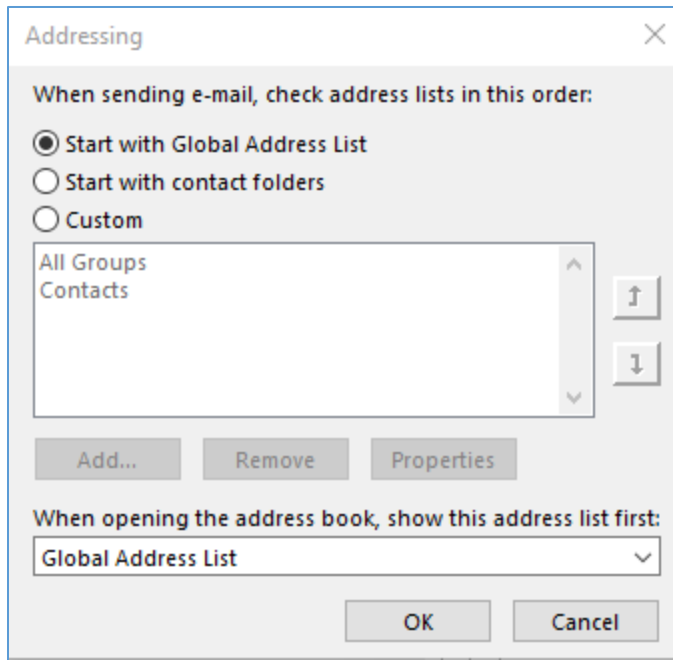 Addressing
When sending e-mail, check address lists in this order:
Start with Global Address List
Start with contact folders
Custom
All Groups
Contacts
Add... Remove Properties
When opening the address book, show this address list first:
Global Address List
OK Cancel